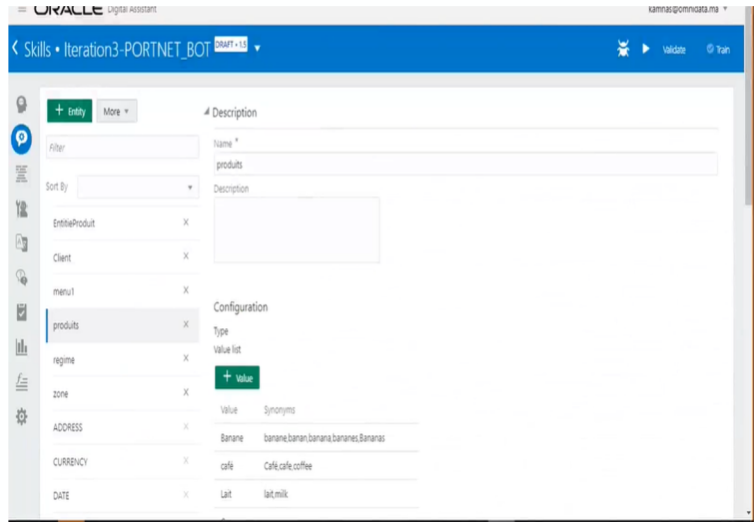 ORACLE Digital Assistant
kamnas@omnidata.ma
Skills • Iteration3-PORTNET_BOT DRAFT • 1.5
Validate
Train
+ Entity
More
Filter
Sort By
EntitieProduit
Client
menu1
produits
regime
zone
ADDRESS
CURRENCY
DATE
Description
Name *
produits
Description
Configuration
Type
Value list
+ Value
Value Synonyms
Banane banane,banan,banana,bananes,Bananas
café Café,cafe,coffee
Lait lait,milk